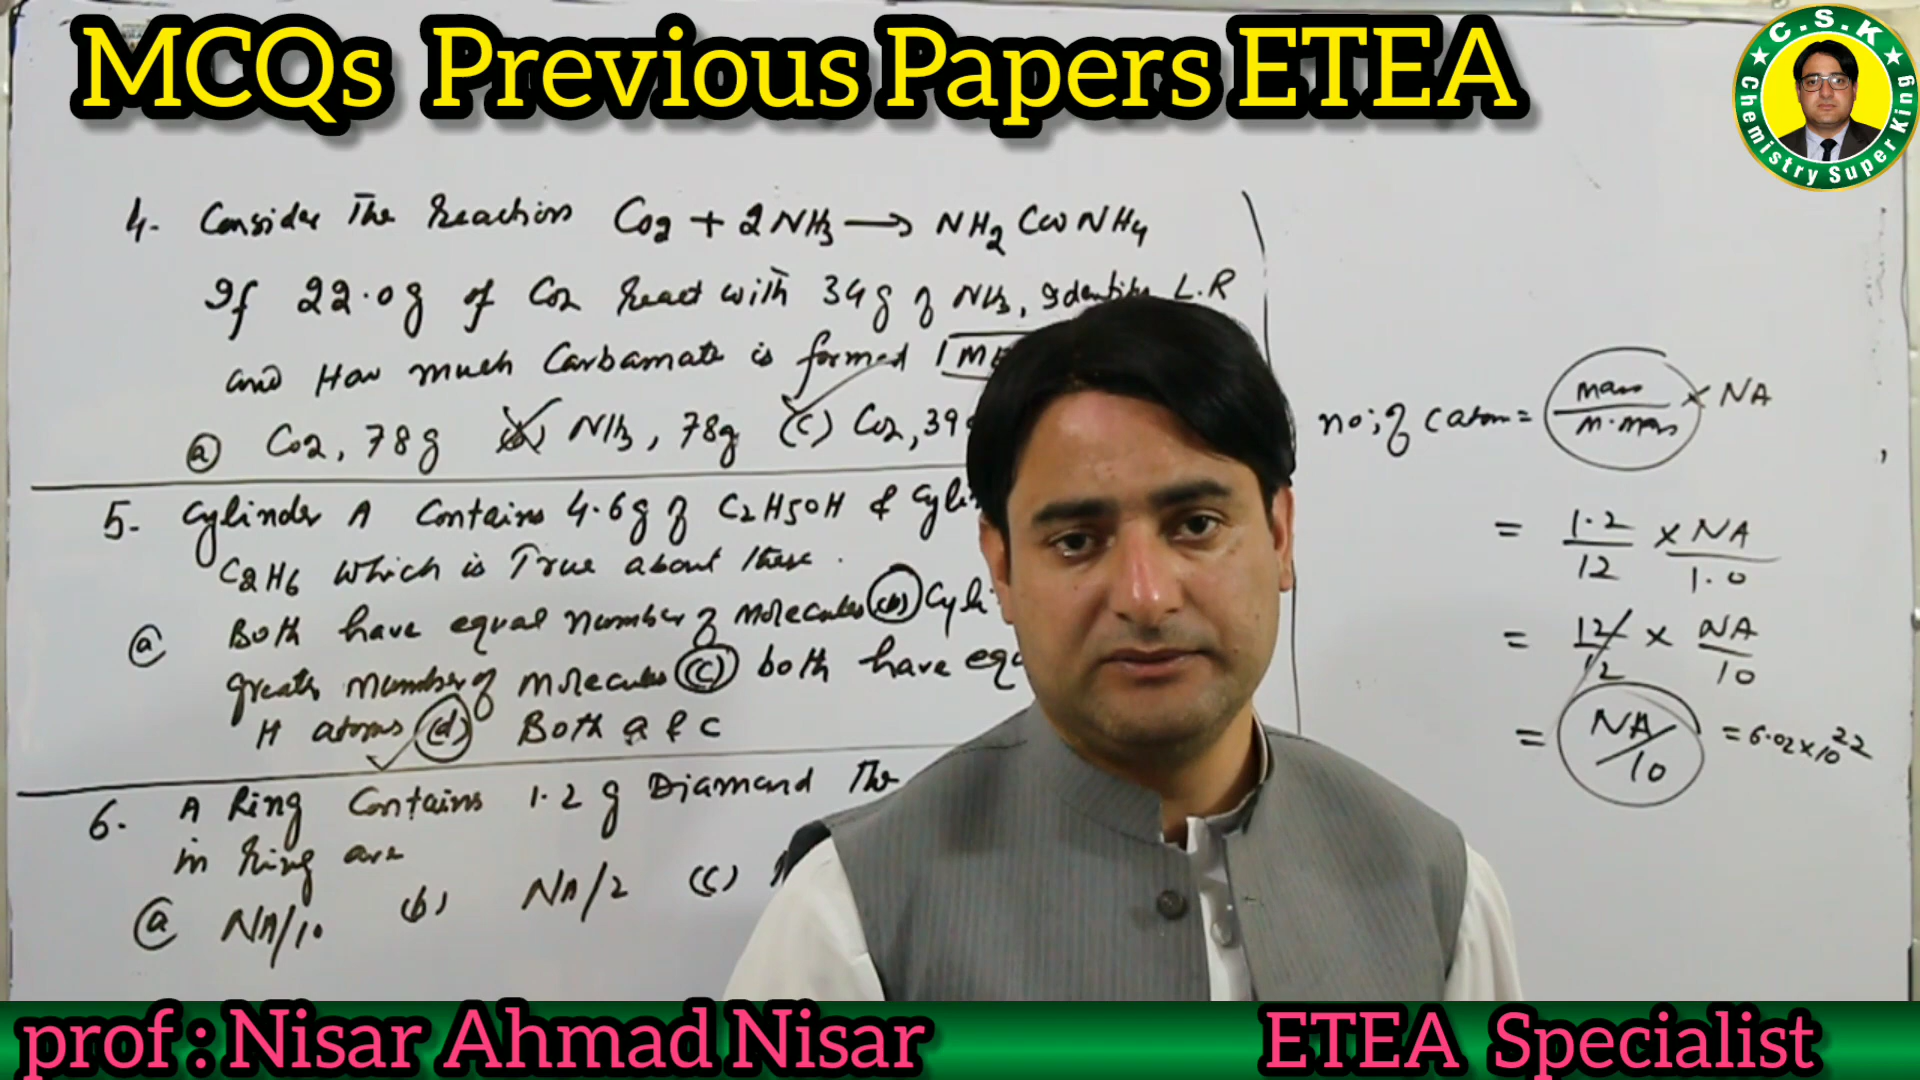 MCQs Previous Papers ETEA
C.S.K
Chemistry Super King
4. Consider The Reaction CO2 + 2NH3 → NH2COONH4
If 22.0g of CO2 React with 34g of NH3, Identify L.R
and How much Carbamate is formed
(a) CO2, 78g (b) NH3, 78g (c) CO2, 39
5- Cylinder A Contains 4.6g of C2H5OH &
C2H6 Which is True about these.
(a) Both have equal number of molecules (b)
greater number of molecules (c) both have
H atoms (d) Both a & c
6. A Ring Contains 1.2g Diamond The
in Ring are
(a) NA/10 (b) NA/2 (c)
no; of C atom = mass/m.mass × NA
= 1.2/12 × NA/1.0
= 12/12 × NA/10
= NA/10 = 6.02×10^22
prof : Nisar Ahmad Nisar
ETEA Specialist